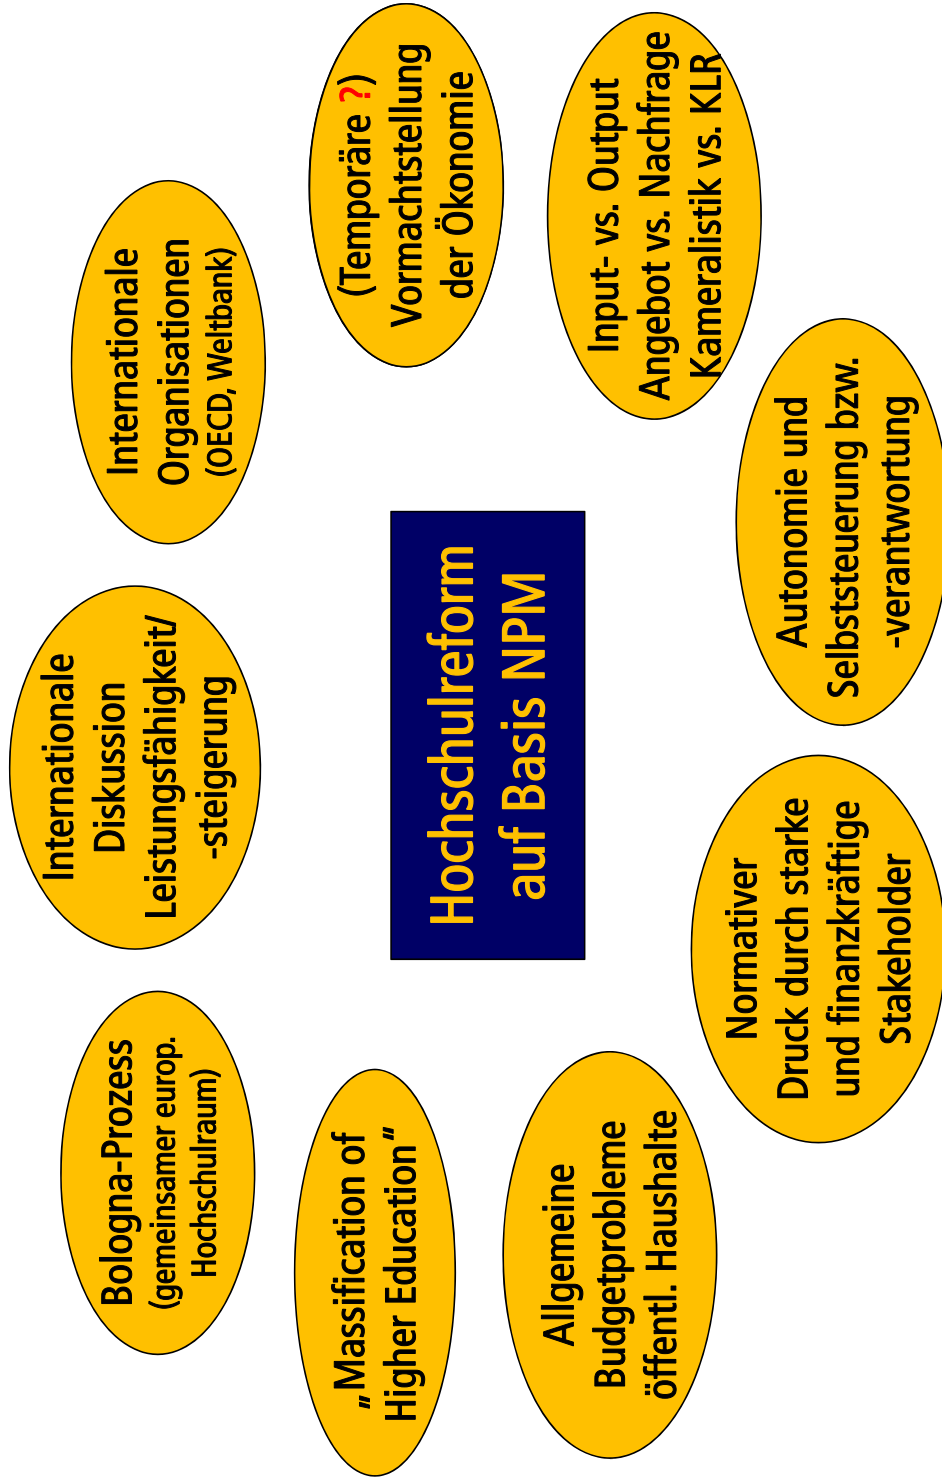 Bologna-Prozess
(gemeinsamer europ.
Hochschulraum)
Internationale
Diskussion
Leistungsfähigkeit/
-steigerung
Internationale
Organisationen
(OECD, Weltbank)
„Massification of
Higher Education“
(Temporäre ?)
Vormachtstellung
der Ökonomie
Hochschulreform
auf Basis NPM
Allgemeine
Budgetprobleme
öffentl. Haushalte
Input- vs. Output
Angebot vs. Nachfrage
Kameralistik vs. KLR
Normativer
Druck durch starke
und finanzkräftige
Stakeholder
Autonomie und
Selbststeuerung bzw.
-verantwortung